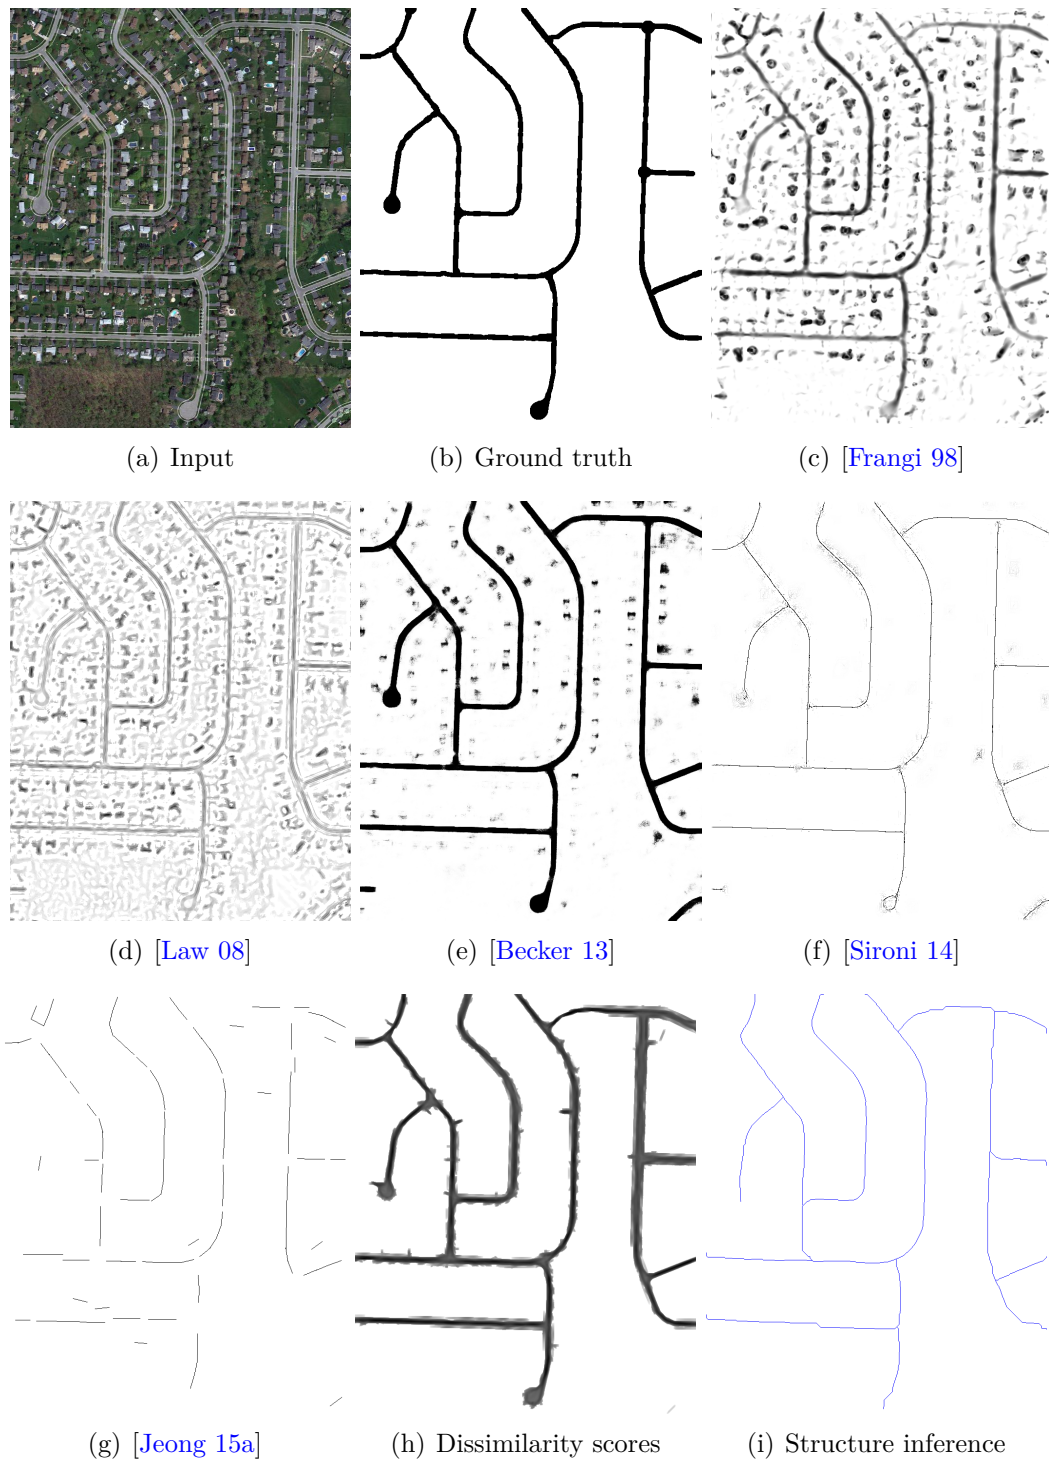 (a) Input
(b) Ground truth
(c) [Frangi 98]
(d) [Law 08]
(e) [Becker 13]
(f) [Sironi 14]
(g) [Jeong 15a]
(h) Dissimilarity scores
(i) Structure inference